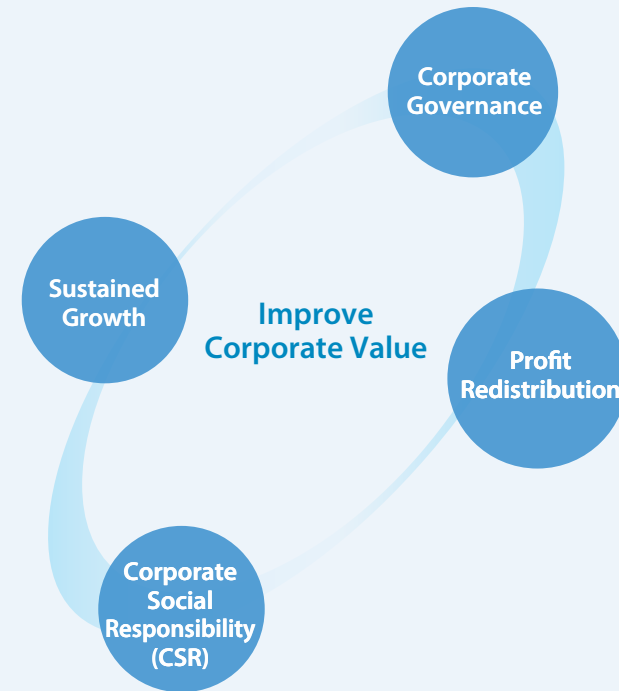 Corporate
Governance
Sustained
Growth
Improve
Corporate Value
Profit
Redistribution
Corporate
Social
Responsibility
(CSR)